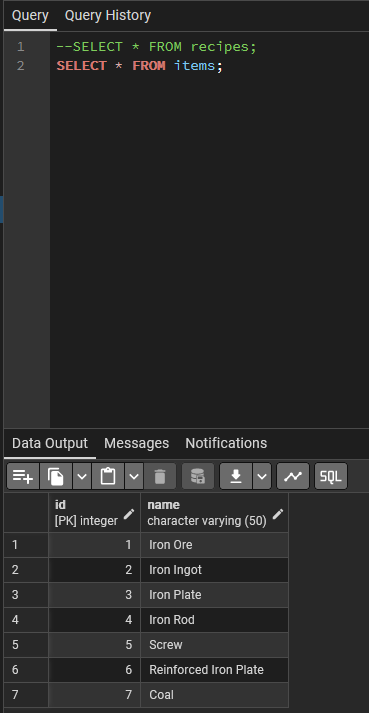 Query Query History
1 --SELECT * FROM recipes;
2 SELECT * FROM items;
Data Output Messages Notifications
SQL
id name
[PK] integer character varying (50)
1 1 Iron Ore
2 2 Iron Ingot
3 3 Iron Plate
4 4 Iron Rod
5 5 Screw
6 6 Reinforced Iron Plate
7 7 Coal